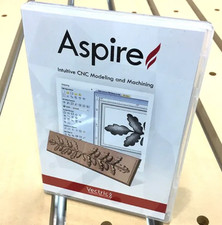 Aspire
Intuitive CNC Modeling and Machining
Vectric